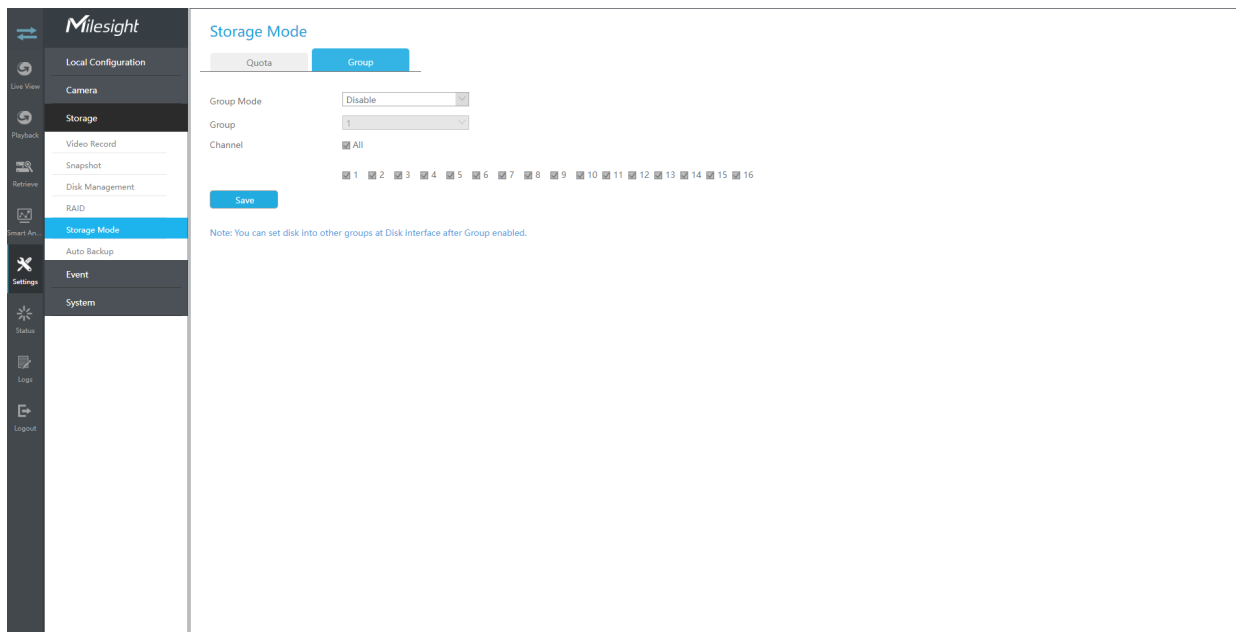 Milesight
Live View
Playback
Retrieve
Smart An...
Settings
Status
Logs
Logout
Local Configuration
Camera
Storage
Video Record
Snapshot
Disk Management
RAID
Storage Mode
Auto Backup
Event
System
Storage Mode
Quota Group
Group Mode Disable
Group 1
Channel All
1 2 3 4 5 6 7 8 9 10 11 12 13 14 15 16
Save
Note: You can set disk into other groups at Disk interface after Group enabled.